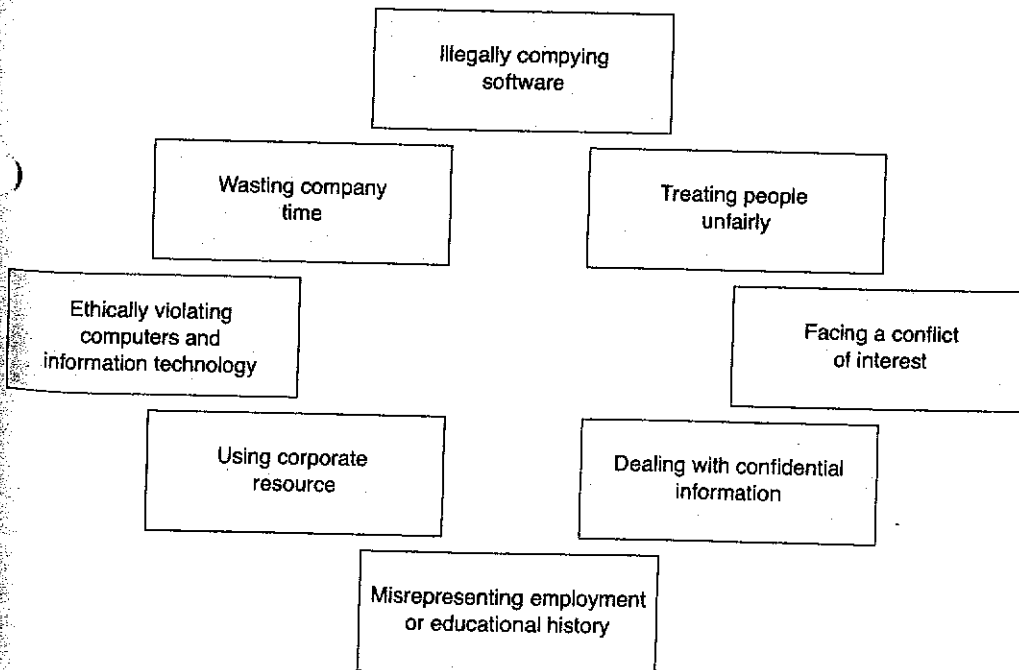 Illegally compying
software
Wasting company
time
Treating people
unfairly
Ethically violating
computers and
information technology
Facing a conflict
of interest
Using corporate
resource
Dealing with confidential
information
Misrepresenting employment
or educational history